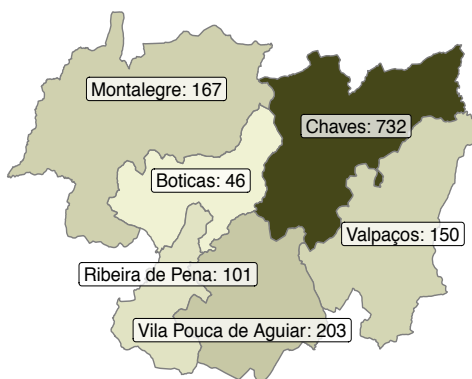 Montalegre: 167
Chaves: 732
Boticas: 46
Valpaços: 150
Ribeira de Pena: 101
Vila Pouca de Aguiar: 203